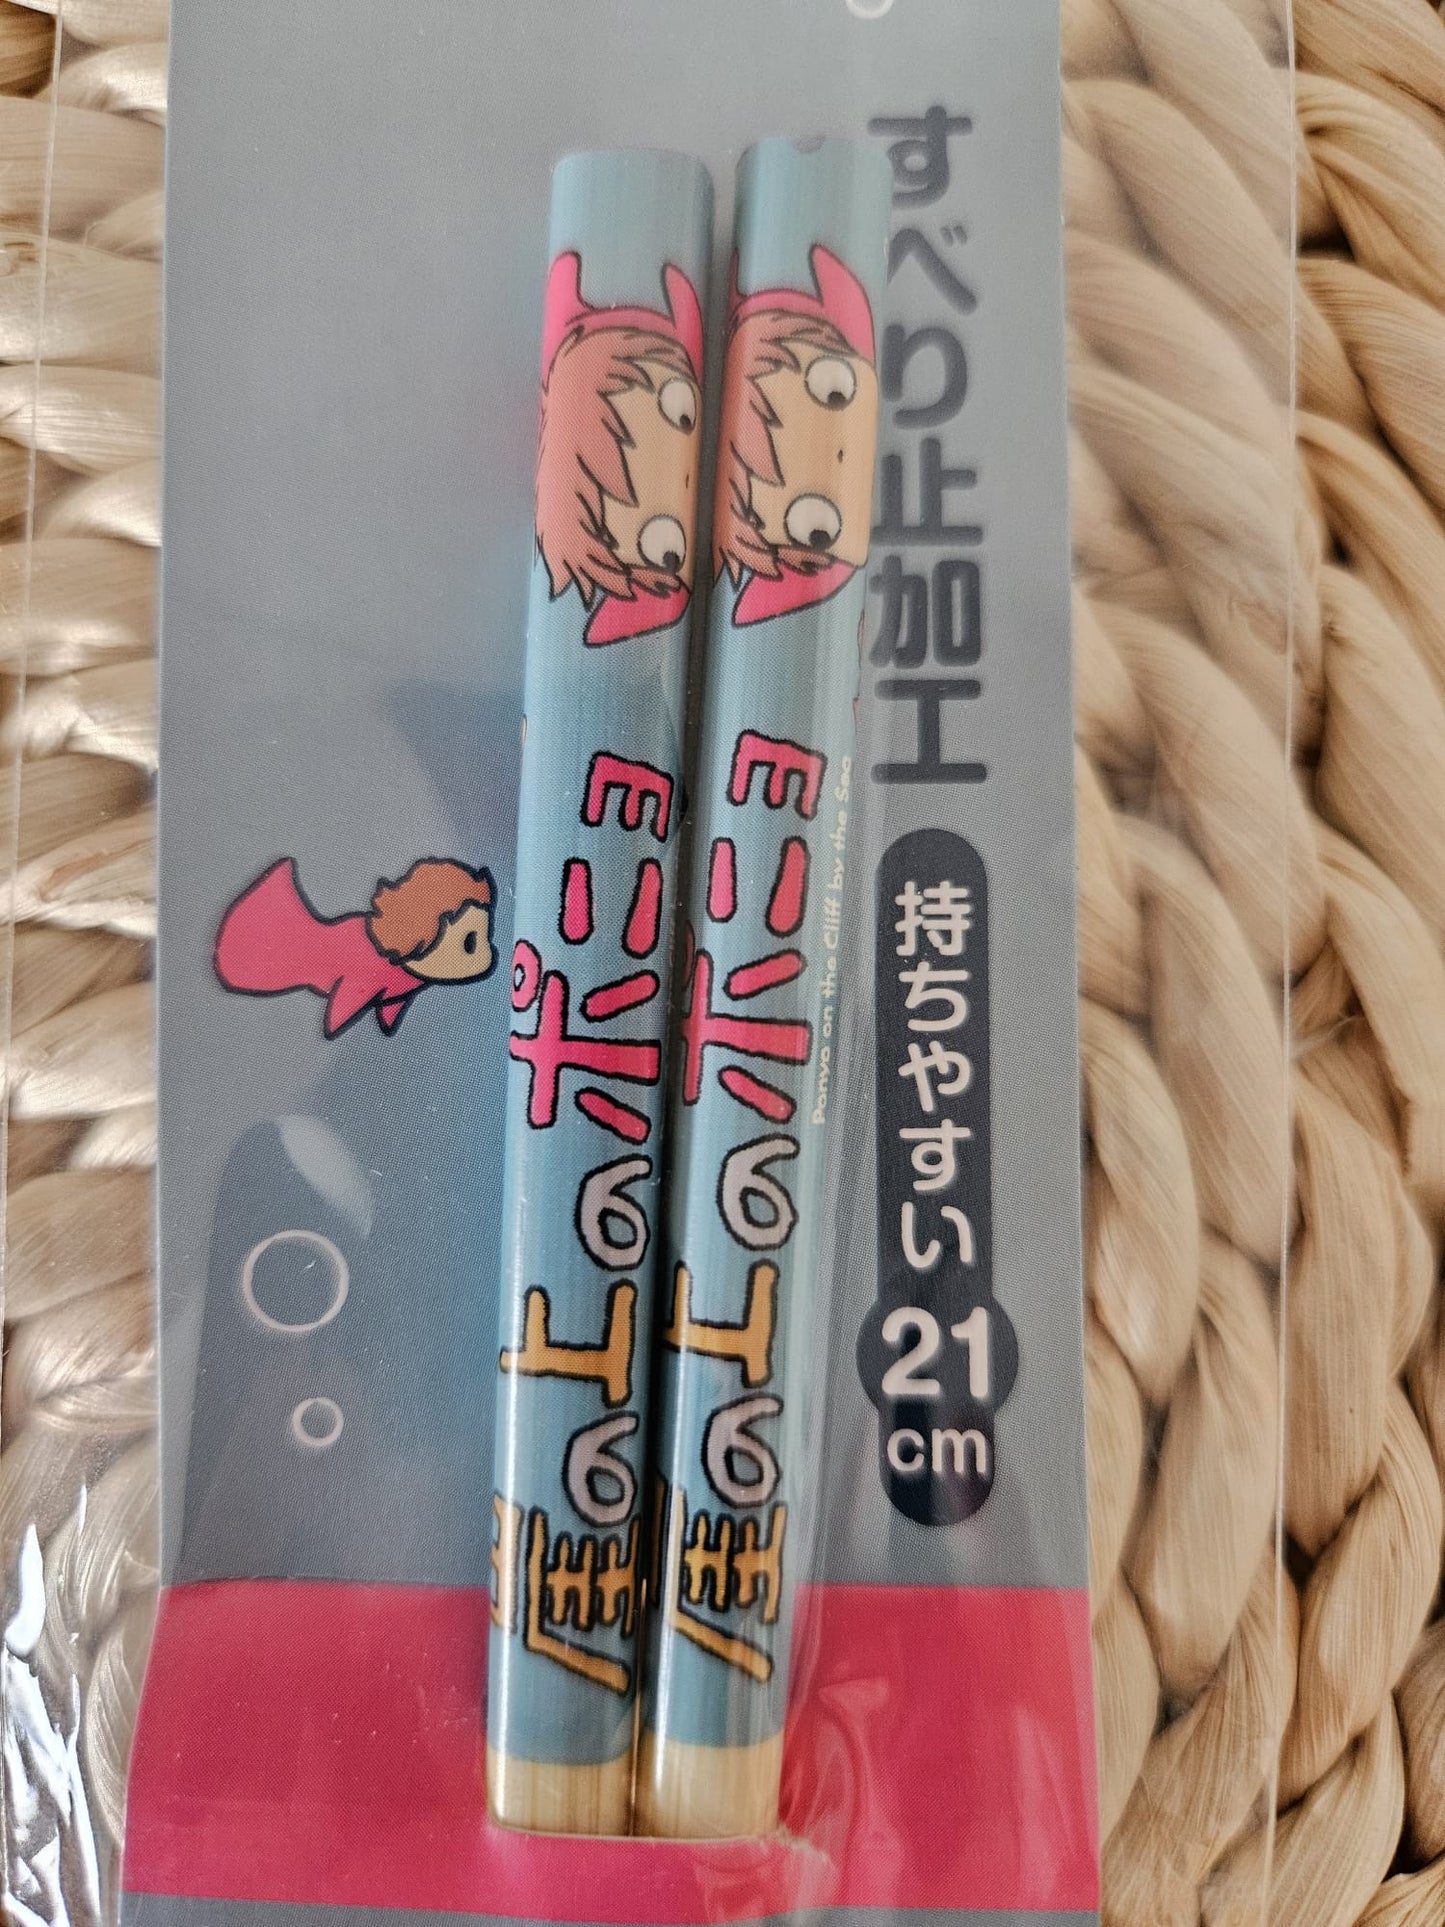 すべり止加工
持ちやすい
21
cm
崖の上のポニョ
崖の上のポニョ
Ponyo on the Cliff by the Sea